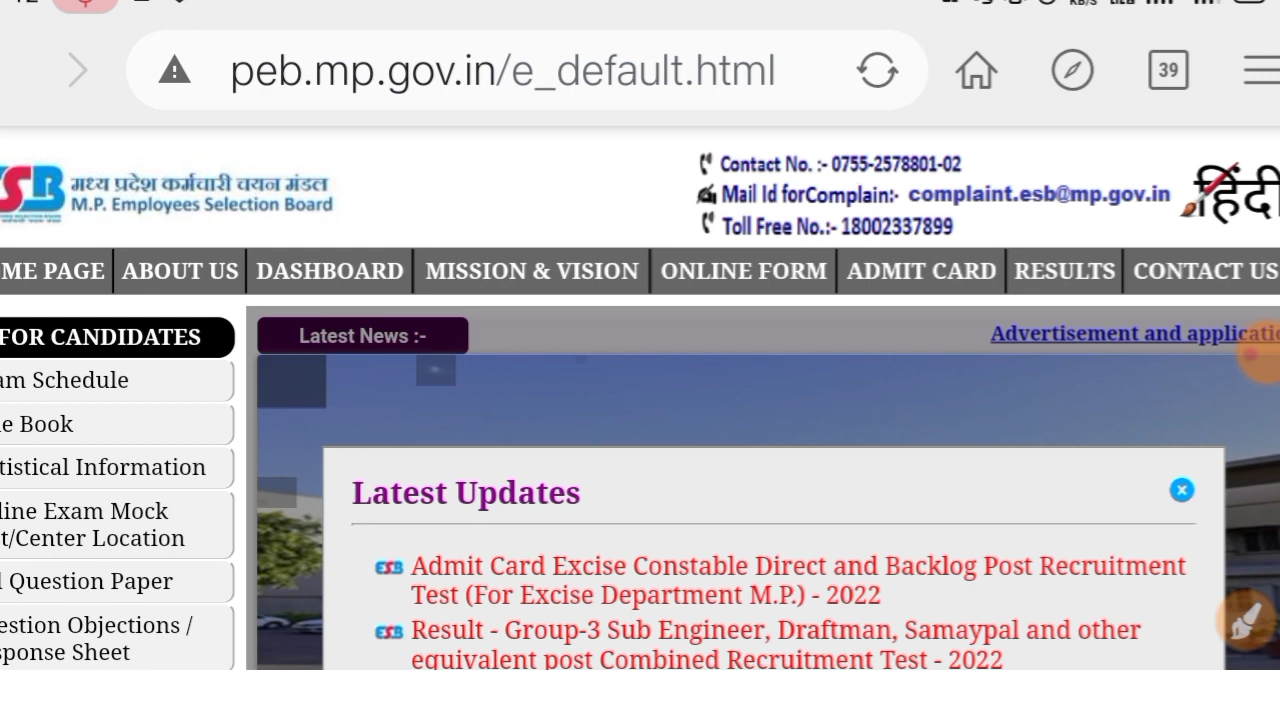 12
KB/S
peb.mp.gov.in/e_default.html
39
मध्य प्रदेश कर्मचारी चयन मंडल
M.P. Employees Selection Board
Contact No. :- 0755-2578801-02
Mail Id forComplain:- complaint.esb@mp.gov.in
Toll Free No.:- 18002337899
हिंदी
ME PAGE ABOUT US DASHBOARD MISSION & VISION ONLINE FORM ADMIT CARD RESULTS CONTACT US
FOR CANDIDATES
Latest News :-
Advertisement and applicatio
am Schedule
e Book
tistical Information
line Exam Mock
t/Center Location
l Question Paper
estion Objections /
sponse Sheet
Latest Updates
ESB Admit Card Excise Constable Direct and Backlog Post Recruitment
Test (For Excise Department M.P.) - 2022
ESB Result - Group-3 Sub Engineer, Draftman, Samaypal and other
equivalent post Combined Recruitment Test - 2022